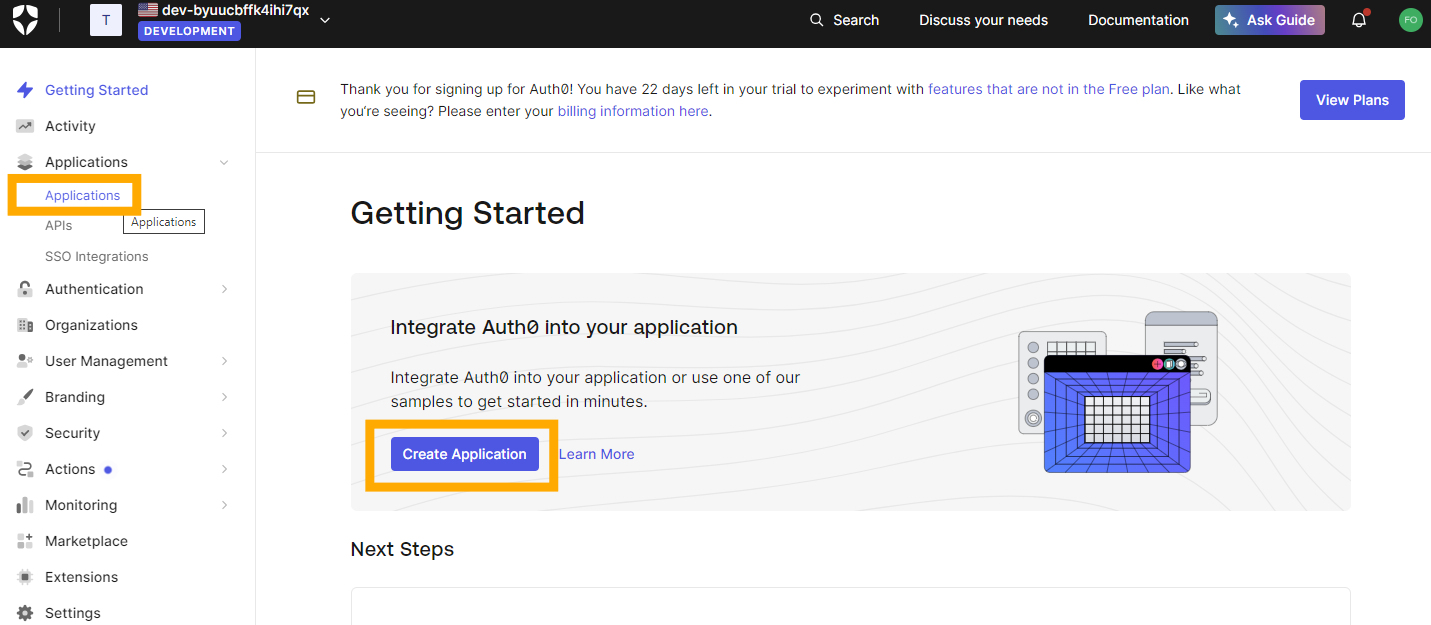 T
dev-byuucbffk4ihi7qx
DEVELOPMENT
Search
Discuss your needs
Documentation
Ask Guide
FO
Getting Started
Activity
Applications
Applications
Applications
APIs
SSO Integrations
Authentication
Organizations
User Management
Branding
Security
Actions
Monitoring
Marketplace
Extensions
Settings
Thank you for signing up for Auth0! You have 22 days left in your trial to experiment with features that are not in the Free plan. Like what
you're seeing? Please enter your billing information here.
View Plans
Getting Started
Integrate Auth0 into your application
Integrate Auth0 into your application or use one of our
samples to get started in minutes.
Create Application
Learn More
Next Steps